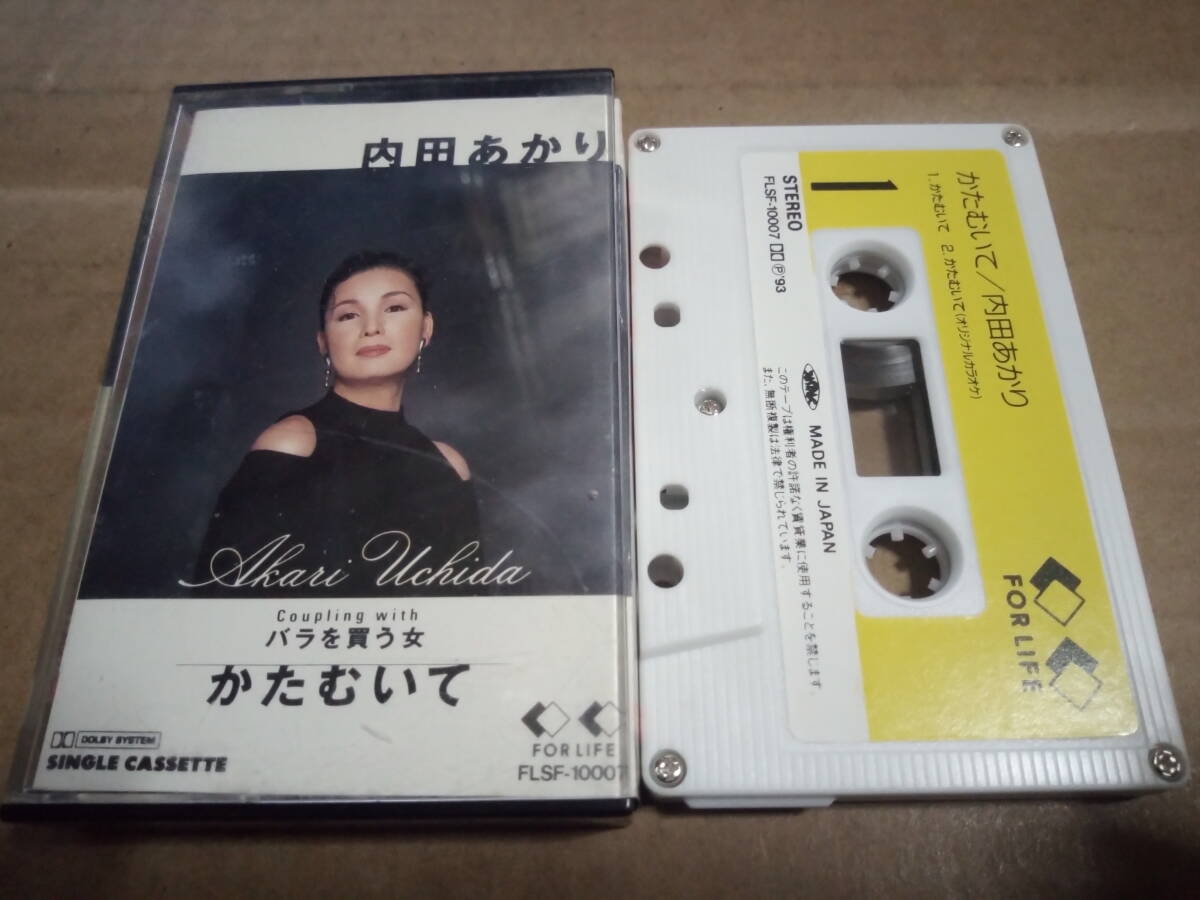 内田あかり
Akari Uchida
Coupling with
バラを買う女
かたむいて
DOLBY SYSTEM
SINGLE CASSETTE
FOR LIFE
FLSF-10007
かたむいて/内田あかり
1.かたむいて 2.かたむいて(オリジナルカラオケ)
1
STEREO
FLSF-10007 Ⓟ'93
MADE IN JAPAN
このテープは権利者の許諾なく賃貸業に使用することを禁じます。
また、無断複製は法律で禁じられています。
FOR LIFE